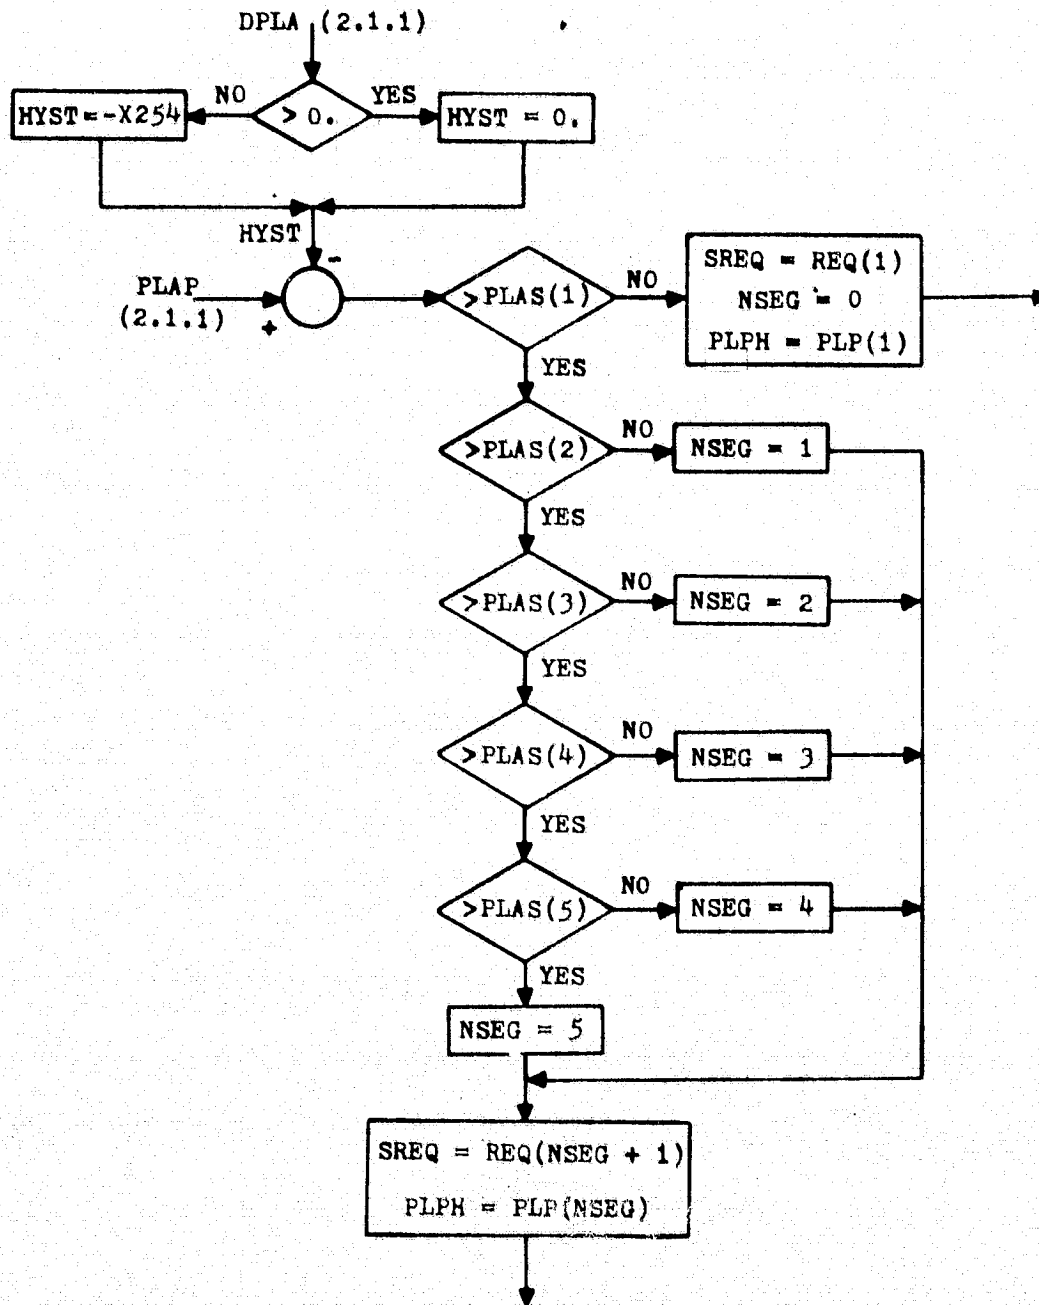 DPLA (2.1.1)
NO
YES
HYST=-X254
> 0.
HYST = 0.
HYST
-
PLAP
(2.1.1)
+
>PLAS(1)
NO
SREQ = REQ(1)
NSEG = 0
PLPH = PLP(1)
YES
>PLAS(2)
NO
NSEG = 1
YES
>PLAS(3)
NO
NSEG = 2
YES
>PLAS(4)
NO
NSEG = 3
YES
>PLAS(5)
NO
NSEG = 4
YES
NSEG = 5
SREQ = REQ(NSEG + 1)
PLPH = PLP(NSEG)